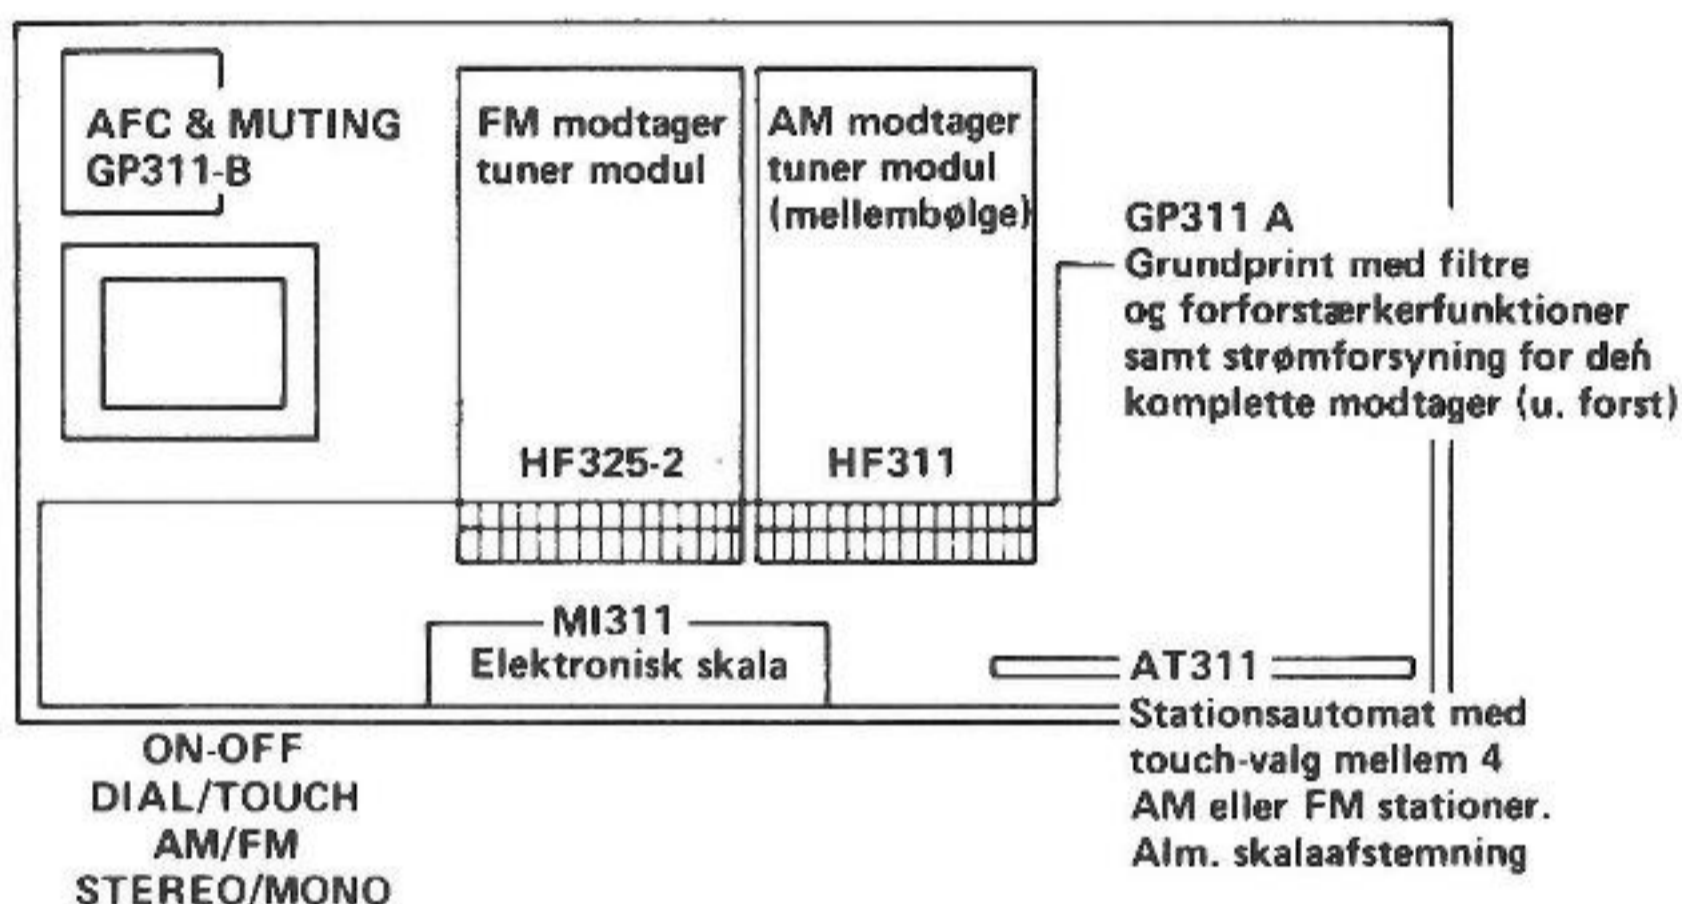 AFC & MUTING
GP311-B
FM modtager
tuner modul
HF325-2
AM modtager
tuner modul
(mellembølge)
HF311
GP311 A
Grundprint med filtre
og forforstærkerfunktioner
samt strømforsyning for den
komplette modtager (u. forst)
MI311
Elektronisk skala
AT311
Stationsautomat med
touch-valg mellem 4
AM eller FM stationer.
Alm. skalaafstemning
ON-OFF
DIAL/TOUCH
AM/FM
STEREO/MONO